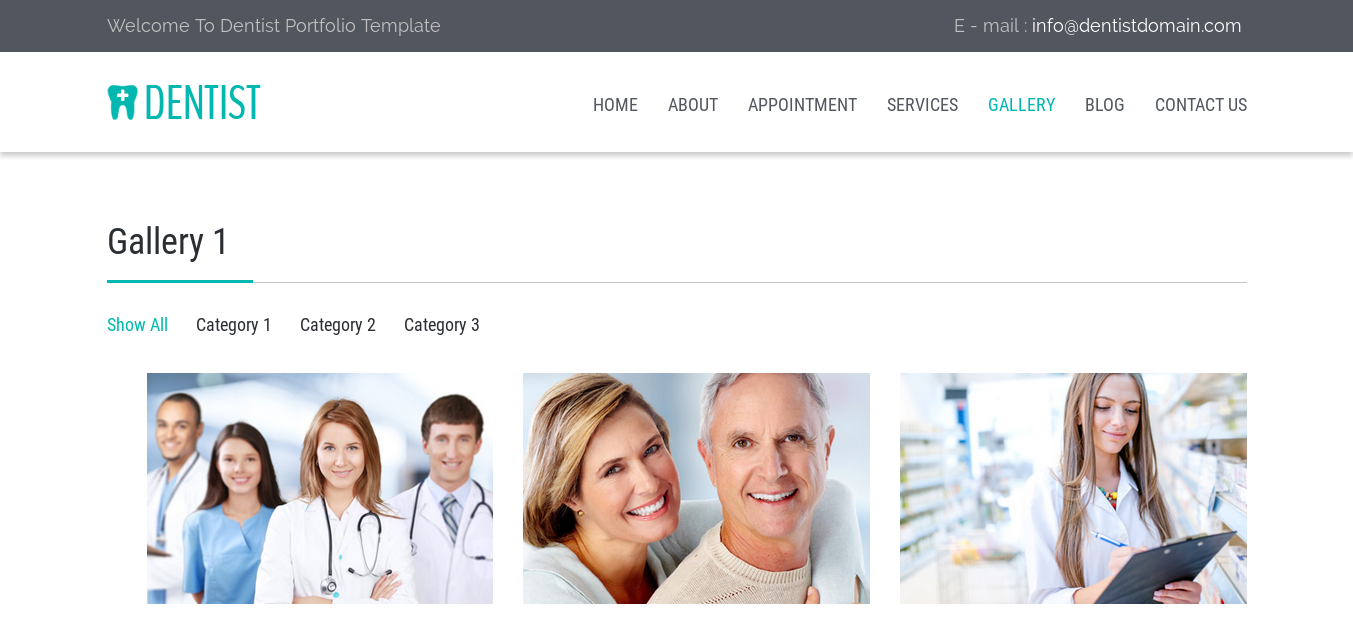 Welcome To Dentist Portfolio Template
E - mail : info@dentistdomain.com
DENTIST
HOME ABOUT APPOINTMENT SERVICES GALLERY BLOG CONTACT US
Gallery 1
Show All Category 1 Category 2 Category 3